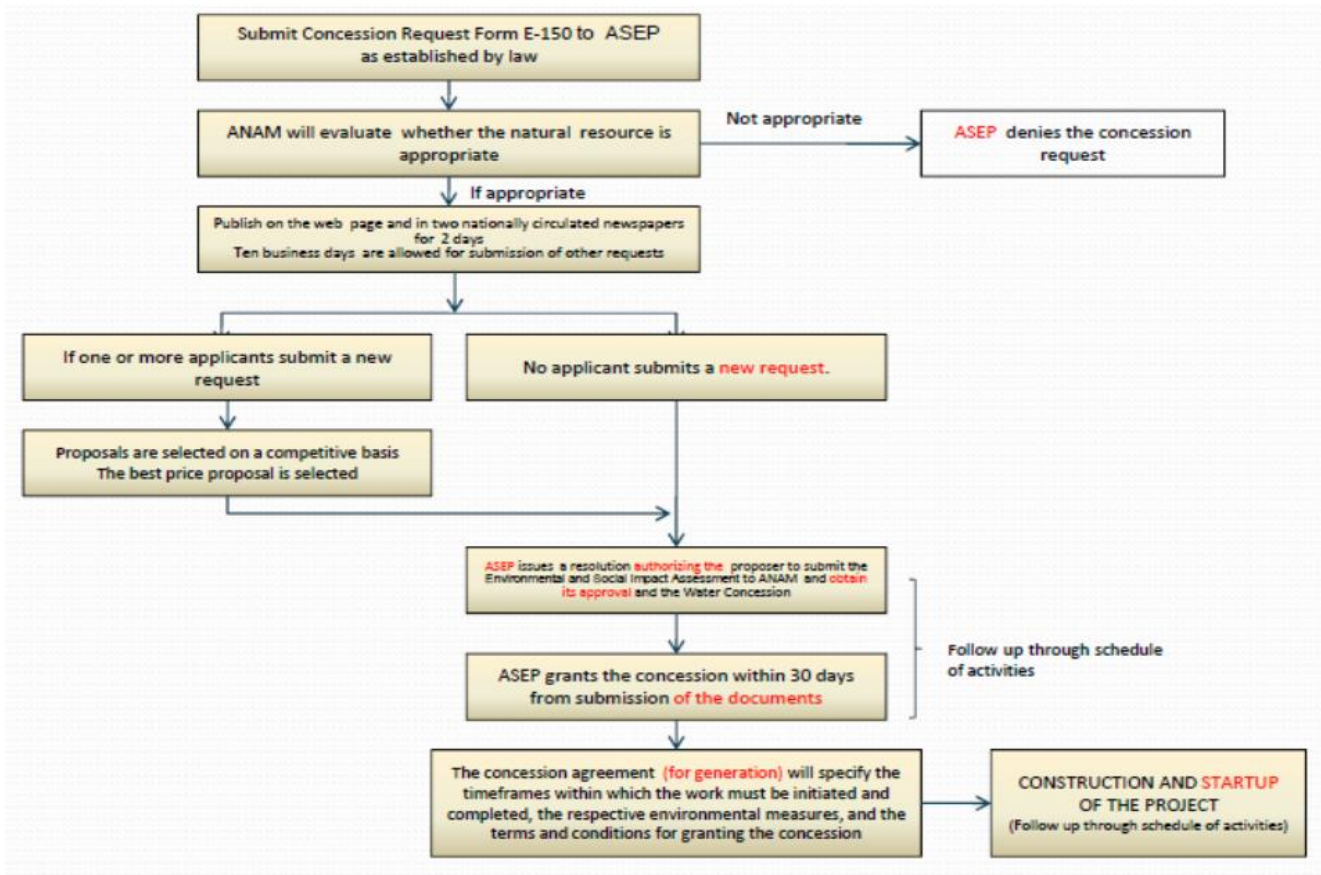 Submit Concession Request Form E-150 to ASEP
as established by law
ANAM will evaluate whether the natural resource is
appropriate
Not appropriate
ASEP denies the concession
request
If appropriate
Publish on the web page and in two nationally circulated newspapers
for 2 days
Ten business days are allowed for submission of other requests
If one or more applicants submit a new
request
No applicant submits a new request.
Proposals are selected on a competitive basis
The best price proposal is selected
ASEP issues a resolution authorizing the proposer to submit the
Environmental and Social Impact Assessment to ANAM and obtain
its approval and the Water Concession
Follow up through schedule
of activities
ASEP grants the concession within 30 days
from submission of the documents
The concession agreement (for generation) will specify the
timeframes within which the work must be initiated and
completed, the respective environmental measures, and the
terms and conditions for granting the concession
CONSTRUCTION AND STARTUP
OF THE PROJECT
(Follow up through schedule of activities)